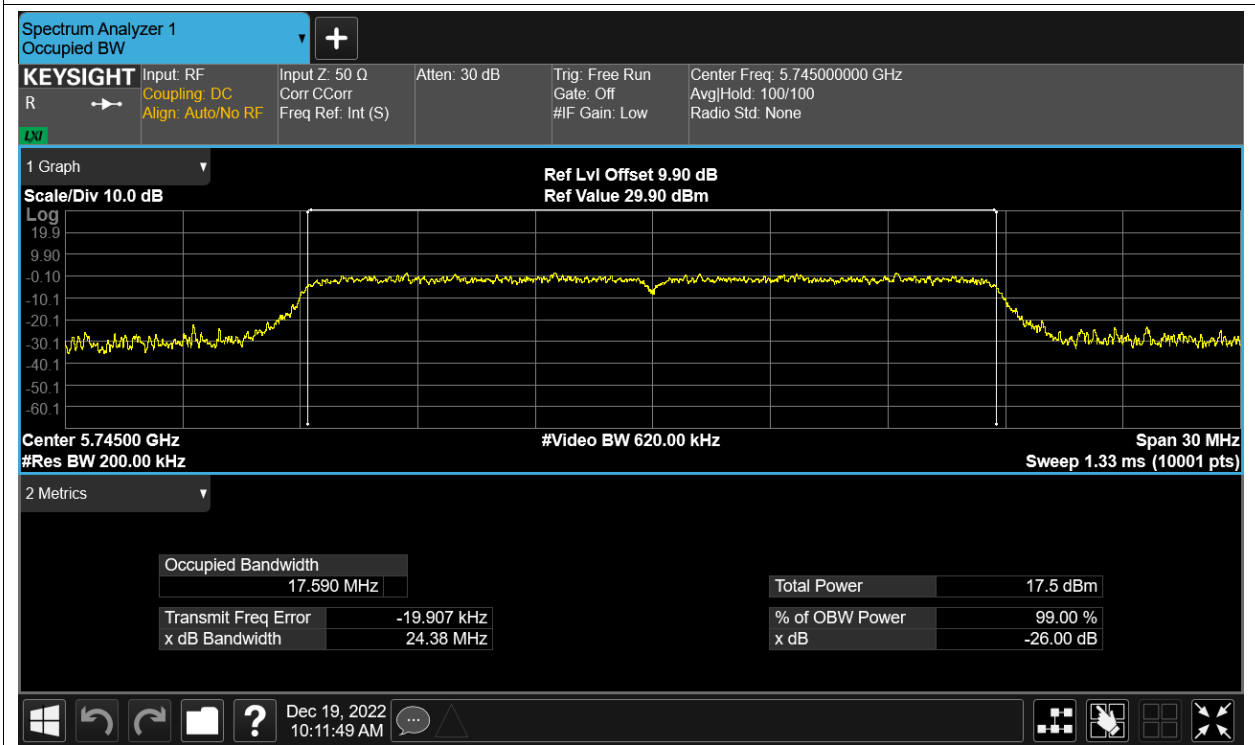 Spectrum Analyzer 1
Occupied BW
+
KEYSIGHT
R
LXI
Input: RF
Coupling: DC
Align: Auto/No RF
Input Z: 50 Ω
Corr CCorr
Freq Ref: Int (S)
Atten: 30 dB
Trig: Free Run
Gate: Off
#IF Gain: Low
Center Freq: 5.745000000 GHz
Avg|Hold: 100/100
Radio Std: None
1 Graph
Scale/Div 10.0 dB
Ref Lvl Offset 9.90 dB
Ref Value 29.90 dBm
Log
19.9
9.90
-0.10
-10.1
-20.1
-30.1
-40.1
-50.1
-60.1
Center 5.74500 GHz
#Res BW 200.00 kHz
#Video BW 620.00 kHz
Span 30 MHz
Sweep 1.33 ms (10001 pts)
2 Metrics
Occupied Bandwidth
17.590 MHz
Transmit Freq Error -19.907 kHz
x dB Bandwidth 24.38 MHz
Total Power 17.5 dBm
% of OBW Power 99.00 %
x dB -26.00 dB
?
Dec 19, 2022
10:11:49 AM